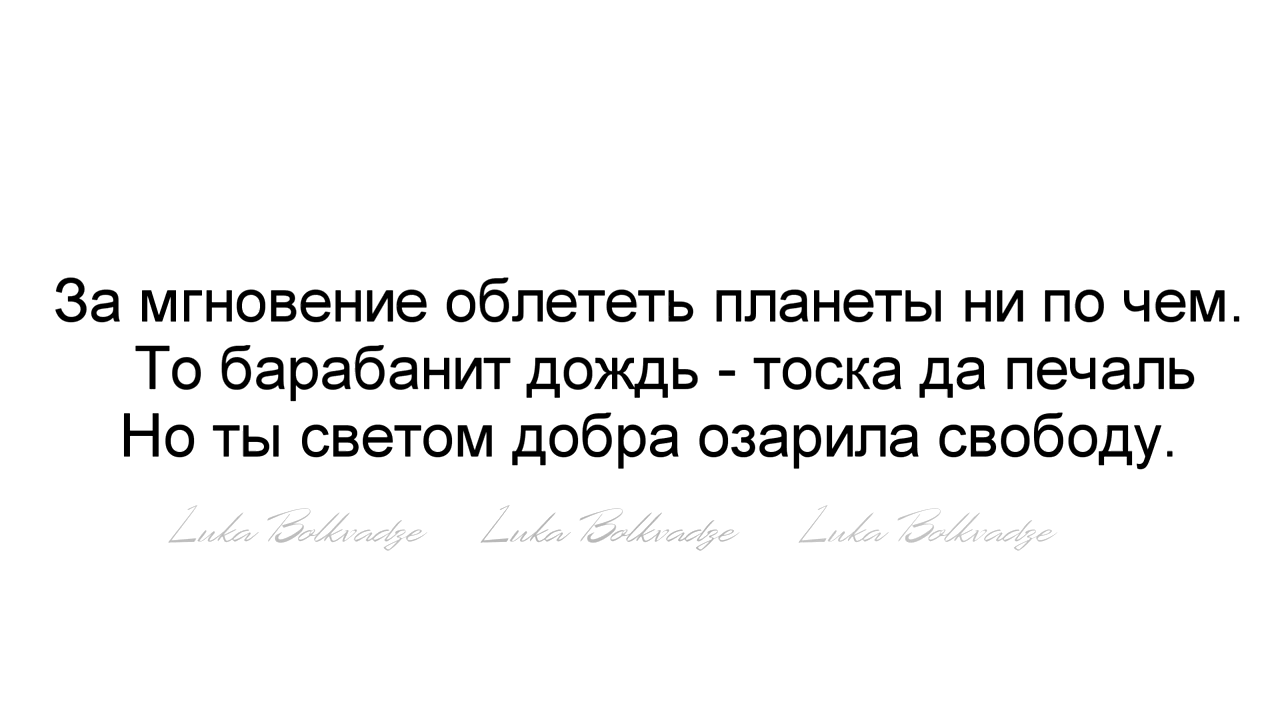 За мгновение облететь планеты ни по чем.
То барабанит дождь - тоска да печаль
Но ты светом добра озарила свободу.
Luka Bolkvadze Luka Bolkvadze Luka Bolkvadze